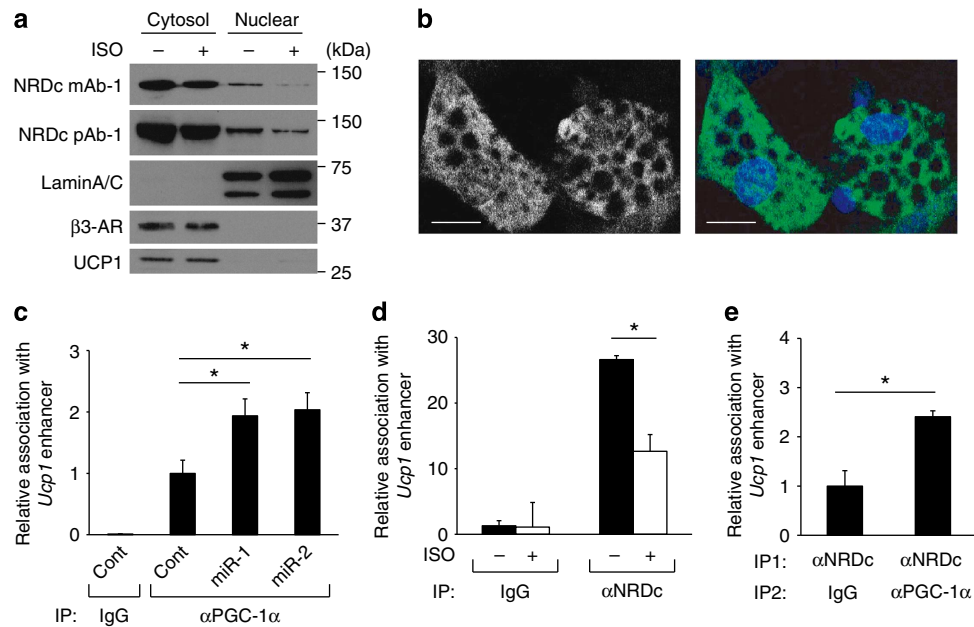 a
Cytosol Nuclear
ISO – + – + (kDa)
NRDc mAb-1
150
NRDc pAb-1
150
LaminA/C
75
β3-AR
37
UCP1
25
b
c
Relative association with
Ucp1 enhancer
3
2
1
0
*
*
Cont Cont miR-1 miR-2
IP: IgG αPGC-1α
d
Relative association with
Ucp1 enhancer
30
20
10
0
*
ISO – + – +
IP: IgG αNRDc
e
Relative association with
Ucp1 enhancer
4
3
2
1
0
*
IP1: αNRDc αNRDc
IP2: IgG αPGC-1α